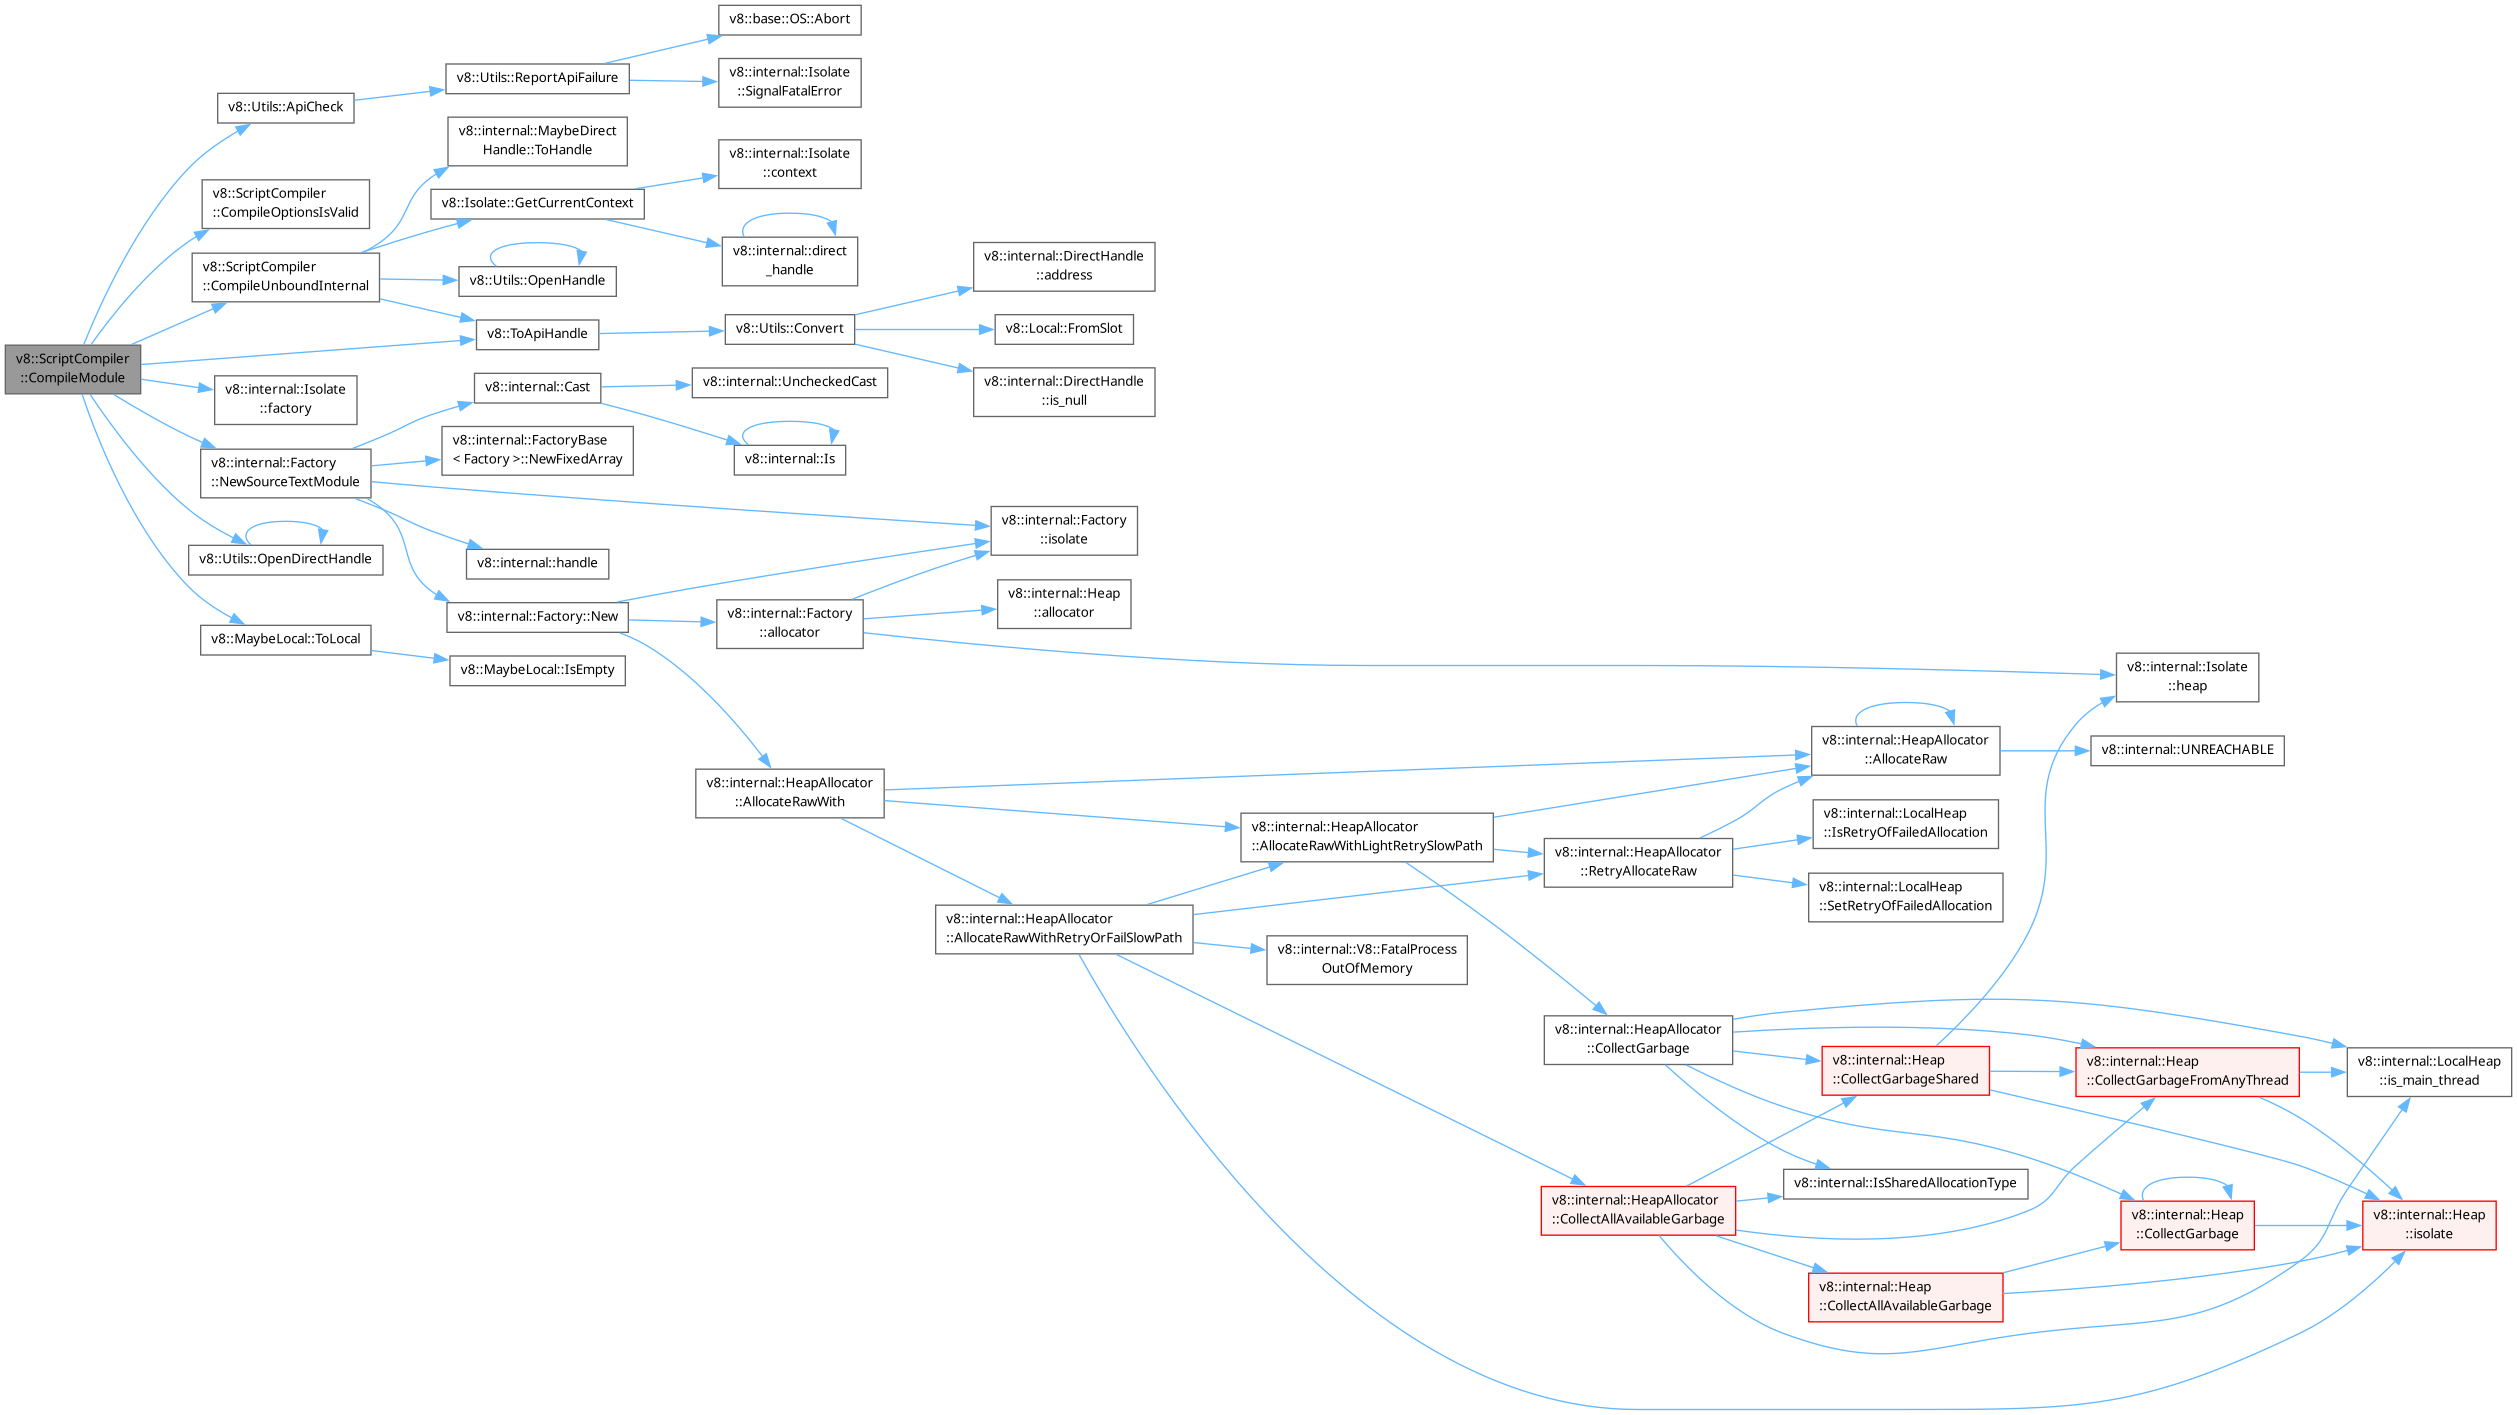 v8::base::OS::Abort
v8::Utils::ReportApiFailure
v8::internal::Isolate
::SignalFatalError
v8::Utils::ApiCheck
v8::internal::MaybeDirect
Handle::ToHandle
v8::internal::Isolate
::context
v8::ScriptCompiler
::CompileOptionsIsValid
v8::Isolate::GetCurrentContext
v8::internal::direct
_handle
v8::ScriptCompiler
::CompileUnboundInternal
v8::Utils::OpenHandle
v8::internal::DirectHandle
::address
v8::ToApiHandle
v8::Utils::Convert
v8::Local::FromSlot
v8::ScriptCompiler
::CompileModule
v8::internal::Isolate
::factory
v8::internal::Cast
v8::internal::UncheckedCast
v8::internal::DirectHandle
::is_null
v8::internal::FactoryBase
< Factory >::NewFixedArray
v8::internal::Is
v8::internal::Factory
::NewSourceTextModule
v8::internal::Factory
::isolate
v8::Utils::OpenDirectHandle
v8::internal::handle
v8::internal::Factory::New
v8::internal::Factory
::allocator
v8::internal::Heap
::allocator
v8::MaybeLocal::ToLocal
v8::MaybeLocal::IsEmpty
v8::internal::Isolate
::heap
v8::internal::HeapAllocator
::AllocateRaw
v8::internal::UNREACHABLE
v8::internal::HeapAllocator
::AllocateRawWith
v8::internal::HeapAllocator
::AllocateRawWithLightRetrySlowPath
v8::internal::LocalHeap
::IsRetryOfFailedAllocation
v8::internal::HeapAllocator
::RetryAllocateRaw
v8::internal::LocalHeap
::SetRetryOfFailedAllocation
v8::internal::HeapAllocator
::AllocateRawWithRetryOrFailSlowPath
v8::internal::V8::FatalProcess
OutOfMemory
v8::internal::HeapAllocator
::CollectGarbage
v8::internal::Heap
::CollectGarbageShared
v8::internal::Heap
::CollectGarbageFromAnyThread
v8::internal::LocalHeap
::is_main_thread
v8::internal::HeapAllocator
::CollectAllAvailableGarbage
v8::internal::IsSharedAllocationType
v8::internal::Heap
::CollectGarbage
v8::internal::Heap
::isolate
v8::internal::Heap
::CollectAllAvailableGarbage